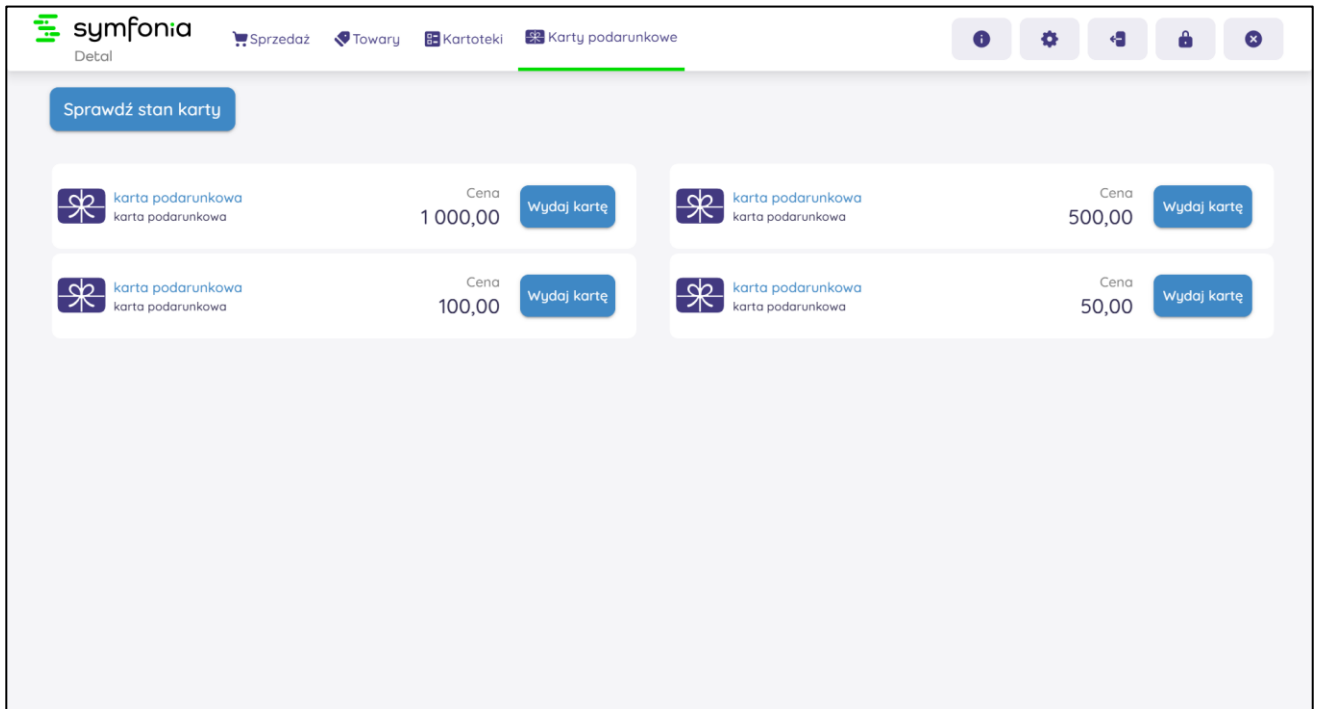 symfonia
Detal
Sprzedaż
Towary
Kartoteki
Karty podarunkowe
Sprawdź stan karty
karta podarunkowa
karta podarunkowa
Cena
1 000,00
Wydaj kartę
karta podarunkowa
karta podarunkowa
Cena
500,00
Wydaj kartę
karta podarunkowa
karta podarunkowa
Cena
100,00
Wydaj kartę
karta podarunkowa
karta podarunkowa
Cena
50,00
Wydaj kartę